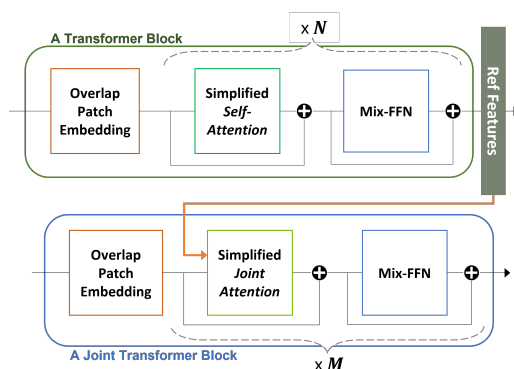 x N
A Transformer Block
Overlap
Patch
Embedding
Simplified
Self-
Attention
Mix-FFN
Ref Features
Overlap
Patch
Embedding
Simplified
Joint
Attention
Mix-FFN
A Joint Transformer Block
x M